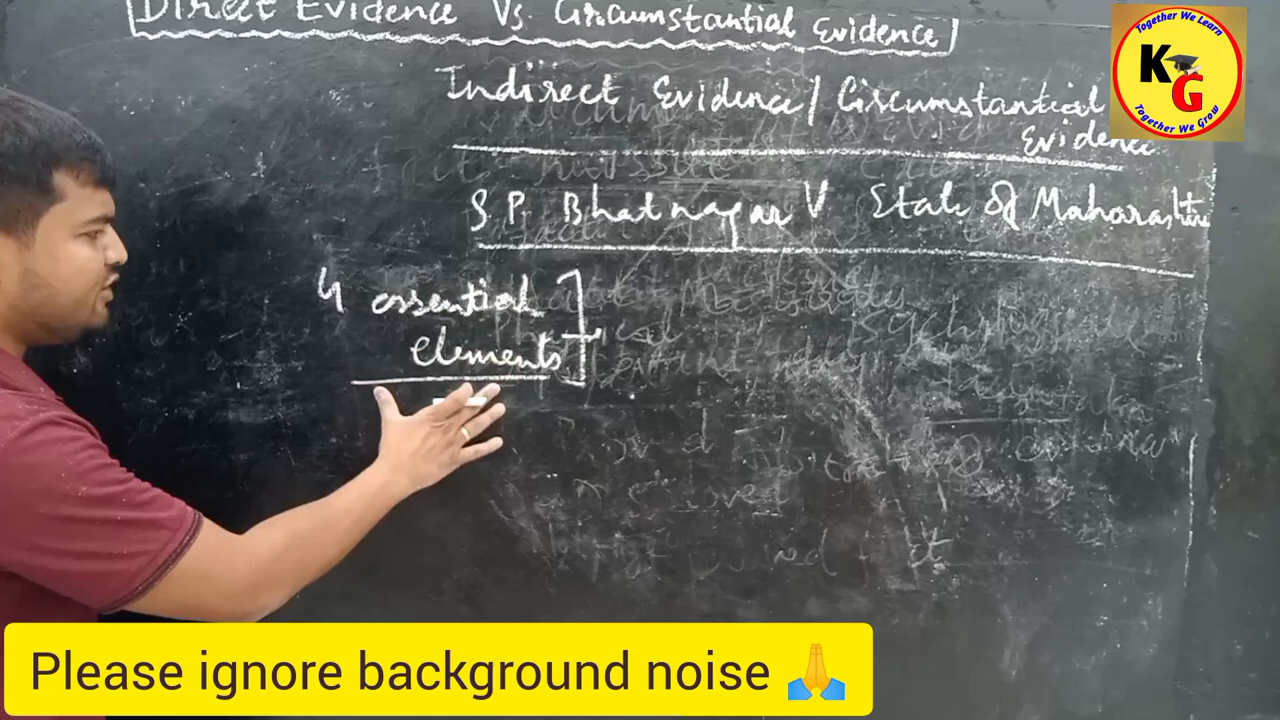 Direct Evidence Vs. Circumstantial Evidence
Indirect Evidence/ Circumstantial
Evidence
S.P. Bhatnagar V State of Maharashtra
4 essential
elements
Together We Learn
KG
Together We Grow
Please ignore background noise 🙏